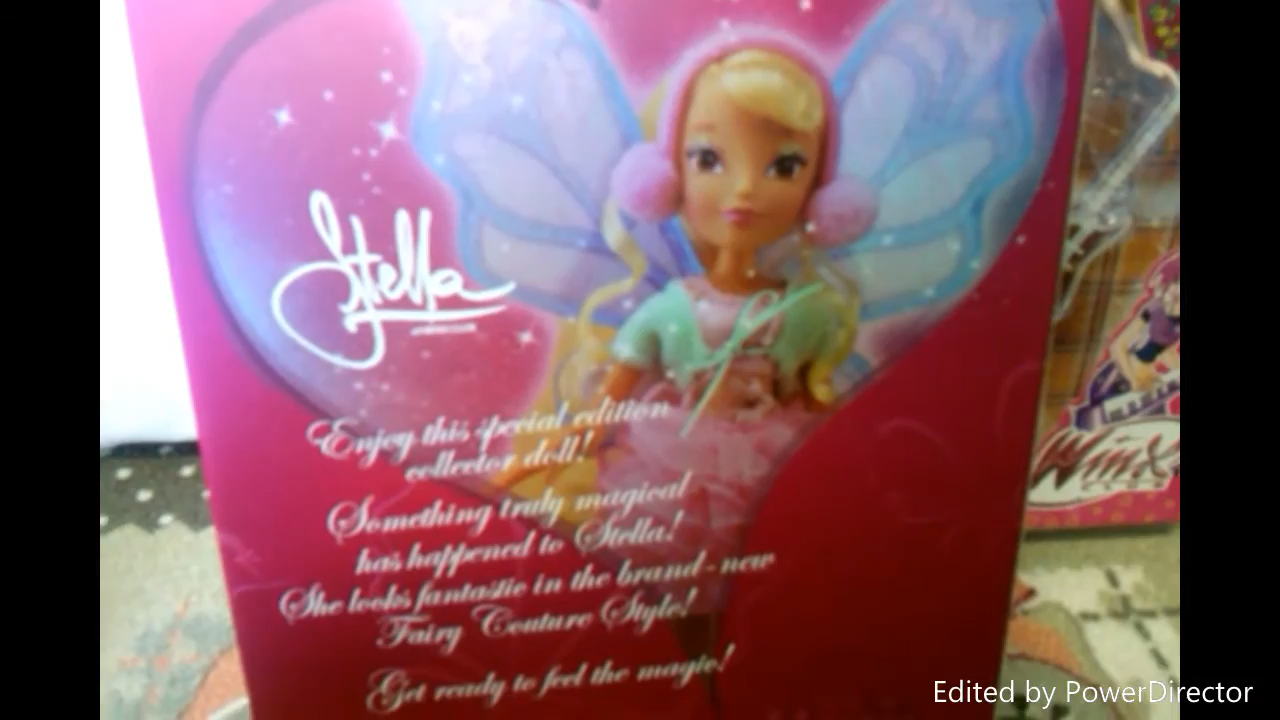 Stella
Enjoy this special edition
collector doll!
Something truly magical
has happened to Stella!
She looks fantastic in the brand-new
Fairy Couture Style!
Get ready to feel the magic!
Winx
Edited by PowerDirector